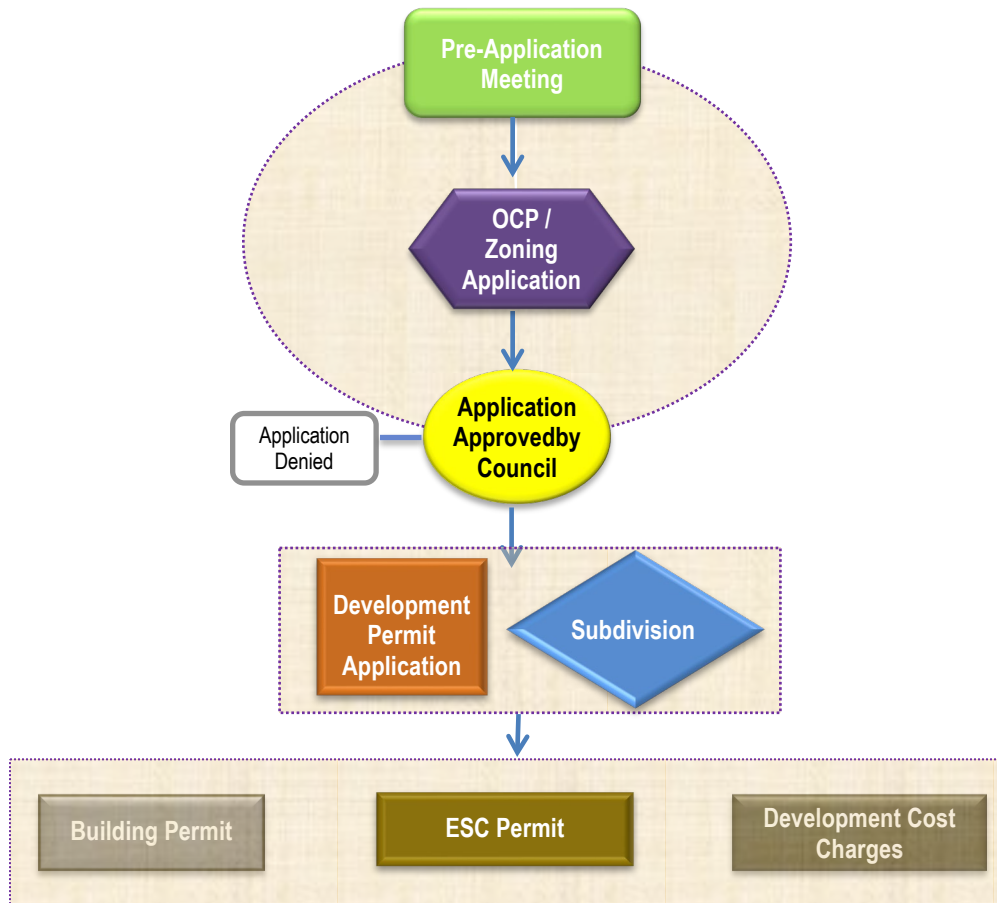 Pre-Application
Meeting
OCP /
Zoning
Application
Application
Approvedby
Council
Application
Denied
Development
Permit
Application
Subdivision
Building Permit
ESC Permit
Development Cost
Charges